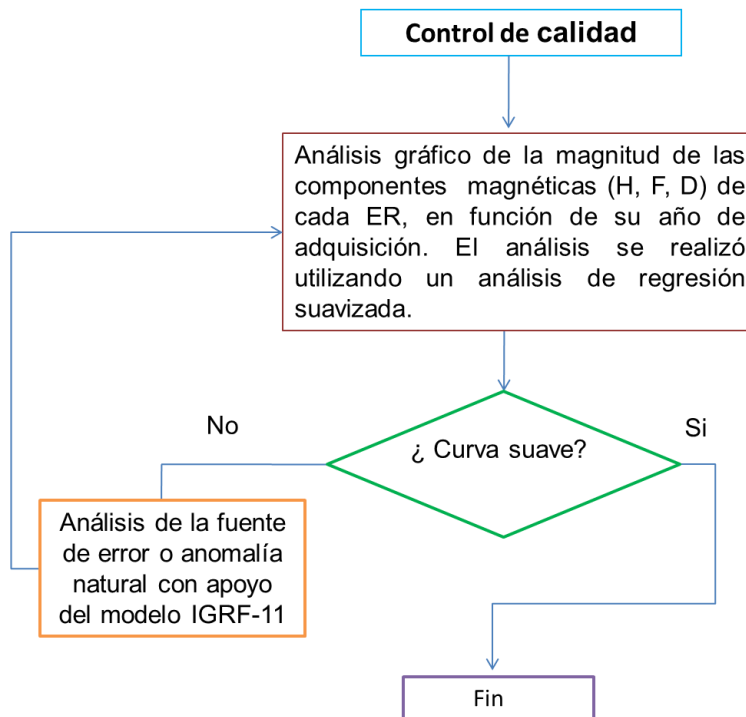 Control de calidad
Análisis gráfico de la magnitud de las
componentes magnéticas (H, F, D) de
cada ER, en función de su año de
adquisición. El análisis se realizó
utilizando un análisis de regresión
suavizada.
No
¿ Curva suave?
Si
Análisis de la fuente
de error o anomalía
natural con apoyo
del modelo IGRF-11
Fin